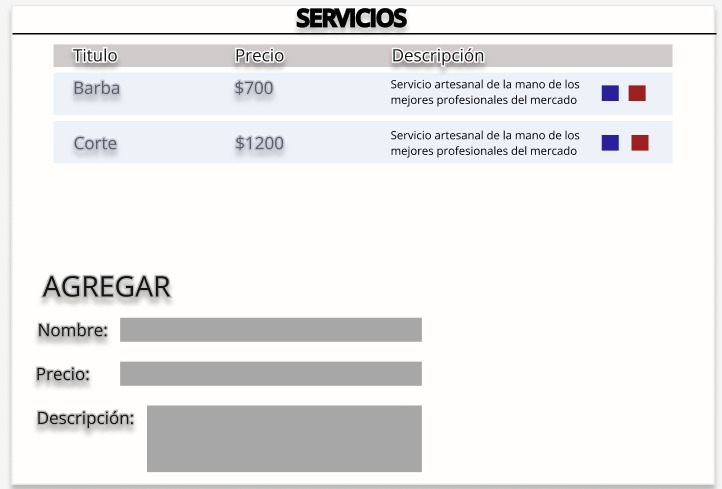 SERVICIOS
Titulo Precio Descripción
Barba $700 Servicio artesanal de la mano de los
mejores profesionales del mercado
Corte $1200 Servicio artesanal de la mano de los
mejores profesionales del mercado
AGREGAR
Nombre:
Precio:
Descripción: